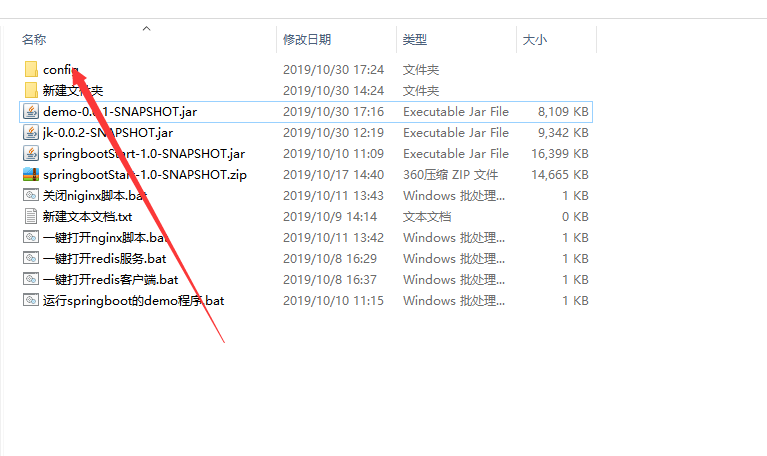 名称 修改日期 类型 大小
config 2019/10/30 17:24 文件夹
新建文件夹 2019/10/30 14:24 文件夹
demo-0.0.1-SNAPSHOT.jar 2019/10/30 17:16 Executable Jar File 8,109 KB
jk-0.0.2-SNAPSHOT.jar 2019/10/30 12:19 Executable Jar File 9,342 KB
springbootStart-1.0-SNAPSHOT.jar 2019/10/10 11:09 Executable Jar File 16,399 KB
springbootStart-1.0-SNAPSHOT.zip 2019/10/17 14:40 360压缩 ZIP 文件 14,665 KB
关闭niginx脚本.bat 2019/10/11 13:43 Windows 批处理... 1 KB
新建文本文档.txt 2019/10/9 14:14 文本文档 0 KB
一键打开nginx脚本.bat 2019/10/11 13:42 Windows 批处理... 1 KB
一键打开redis服务.bat 2019/10/8 16:29 Windows 批处理... 1 KB
一键打开redis客户端.bat 2019/10/8 16:37 Windows 批处理... 1 KB
运行springboot的demo程序.bat 2019/10/10 11:15 Windows 批处理... 1 KB